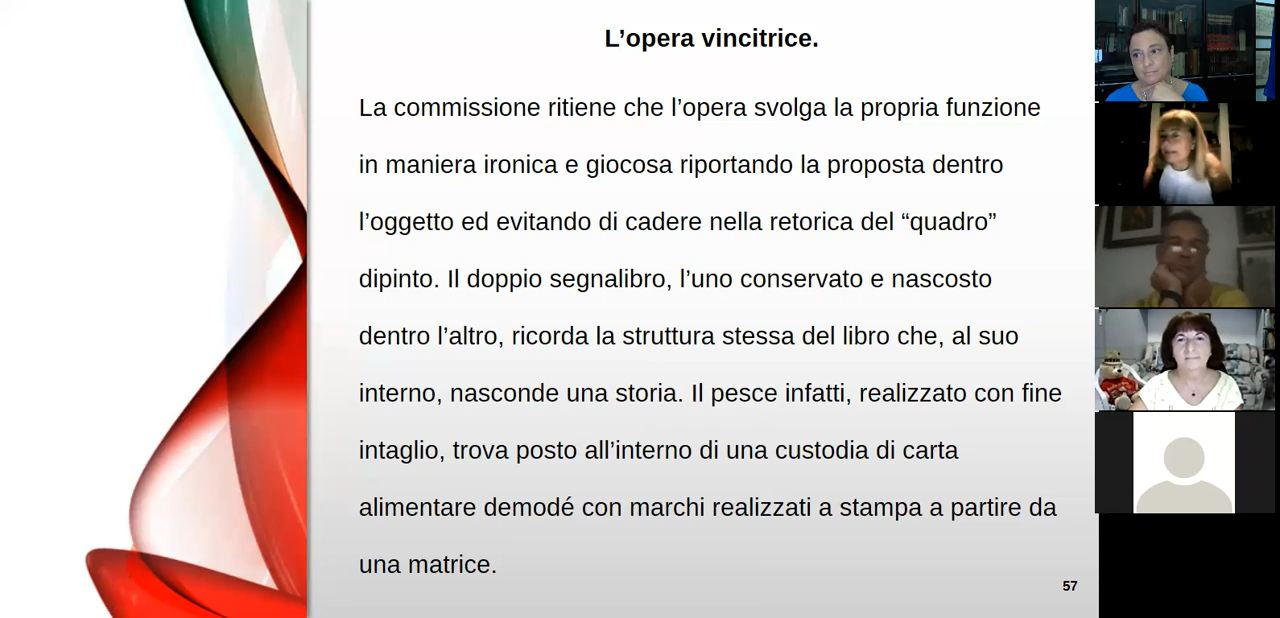 L’opera vincitrice.
La commissione ritiene che l’opera svolga la propria funzione
in maniera ironica e giocosa riportando la proposta dentro
l’oggetto ed evitando di cadere nella retorica del “quadro”
dipinto. Il doppio segnalibro, l’uno conservato e nascosto
dentro l’altro, ricorda la struttura stessa del libro che, al suo
interno, nasconde una storia. Il pesce infatti, realizzato con fine
intaglio, trova posto all’interno di una custodia di carta
alimentare demodé con marchi realizzati a stampa a partire da
una matrice.
57